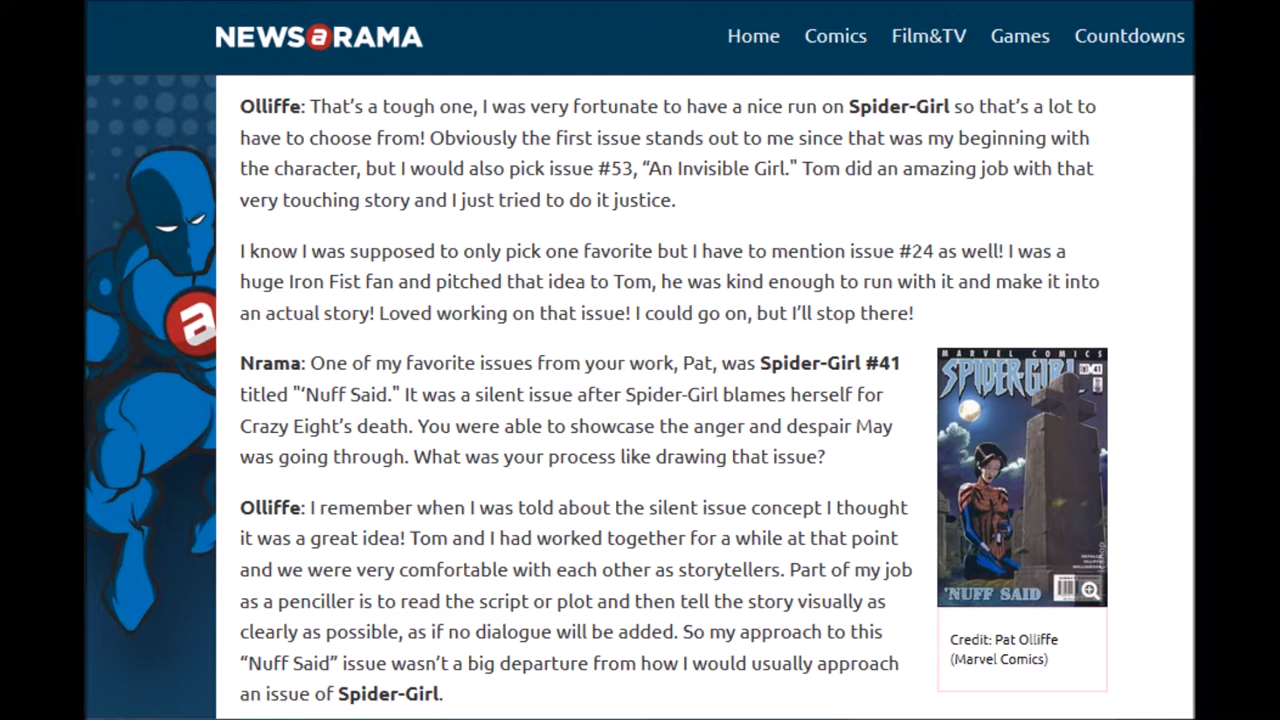 NEWSaRAMA
Home Comics Film&TV Games Countdowns
Olliffe: That's a tough one, I was very fortunate to have a nice run on Spider-Girl so that's a lot to
have to choose from! Obviously the first issue stands out to me since that was my beginning with
the character, but I would also pick issue #53, “An Invisible Girl." Tom did an amazing job with that
very touching story and I just tried to do it justice.
I know I was supposed to only pick one favorite but I have to mention issue #24 as well! I was a
huge Iron Fist fan and pitched that idea to Tom, he was kind enough to run with it and make it into
an actual story! Loved working on that issue! I could go on, but I'll stop there!
Nrama: One of my favorite issues from your work, Pat, was Spider-Girl #41
titled "‘Nuff Said." It was a silent issue after Spider-Girl blames herself for
Crazy Eight's death. You were able to showcase the anger and despair May
was going through. What was your process like drawing that issue?
Olliffe: I remember when I was told about the silent issue concept I thought
it was a great idea! Tom and I had worked together for a while at that point
and we were very comfortable with each other as storytellers. Part of my job
as a penciller is to read the script or plot and then tell the story visually as
clearly as possible, as if no dialogue will be added. So my approach to this
“Nuff Said” issue wasn't a big departure from how I would usually approach
an issue of Spider-Girl.
a
MARVEL COMICS
SPIDER-GIRL
'NUFF SAID
Credit: Pat Olliffe
(Marvel Comics)